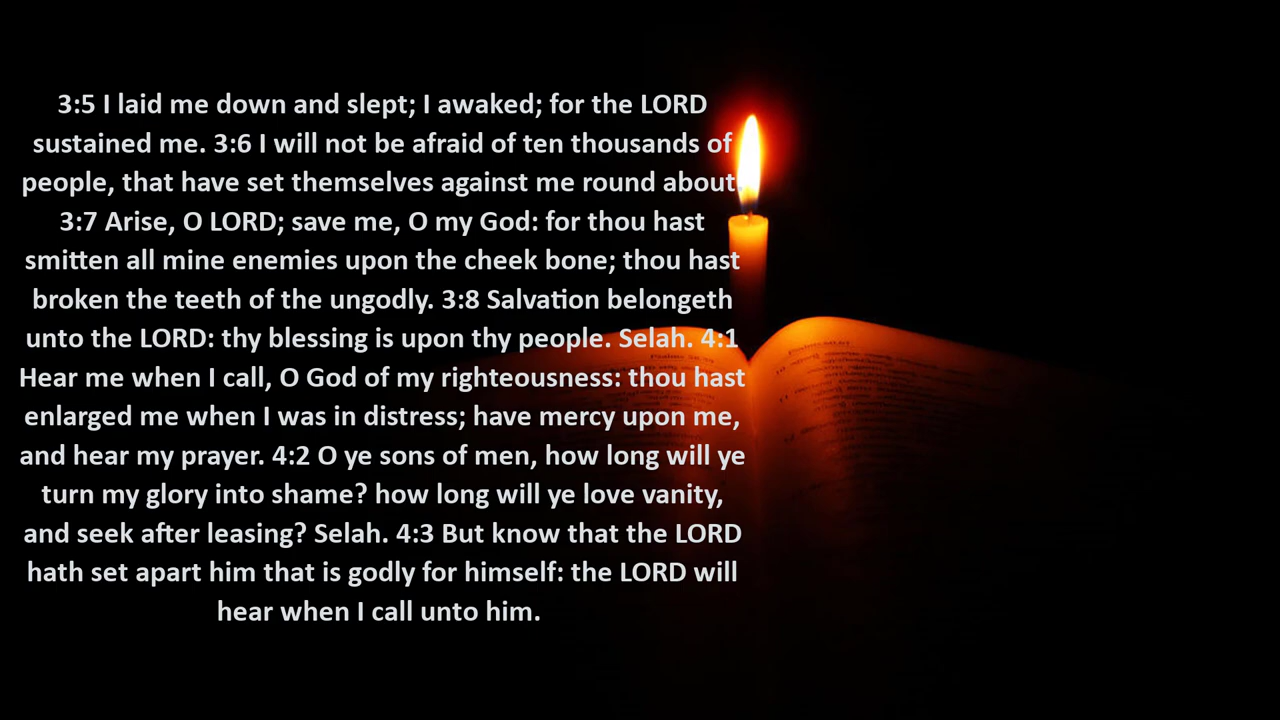 3:5 I laid me down and slept; I awaked; for the LORD
sustained me. 3:6 I will not be afraid of ten thousands of
people, that have set themselves against me round about.
3:7 Arise, O LORD; save me, O my God: for thou hast
smitten all mine enemies upon the cheek bone; thou hast
broken the teeth of the ungodly. 3:8 Salvation belongeth
unto the LORD: thy blessing is upon thy people. Selah. 4:1
Hear me when I call, O God of my righteousness: thou hast
enlarged me when I was in distress; have mercy upon me,
and hear my prayer. 4:2 O ye sons of men, how long will ye
turn my glory into shame? how long will ye love vanity,
and seek after leasing? Selah. 4:3 But know that the LORD
hath set apart him that is godly for himself: the LORD will
hear when I call unto him.